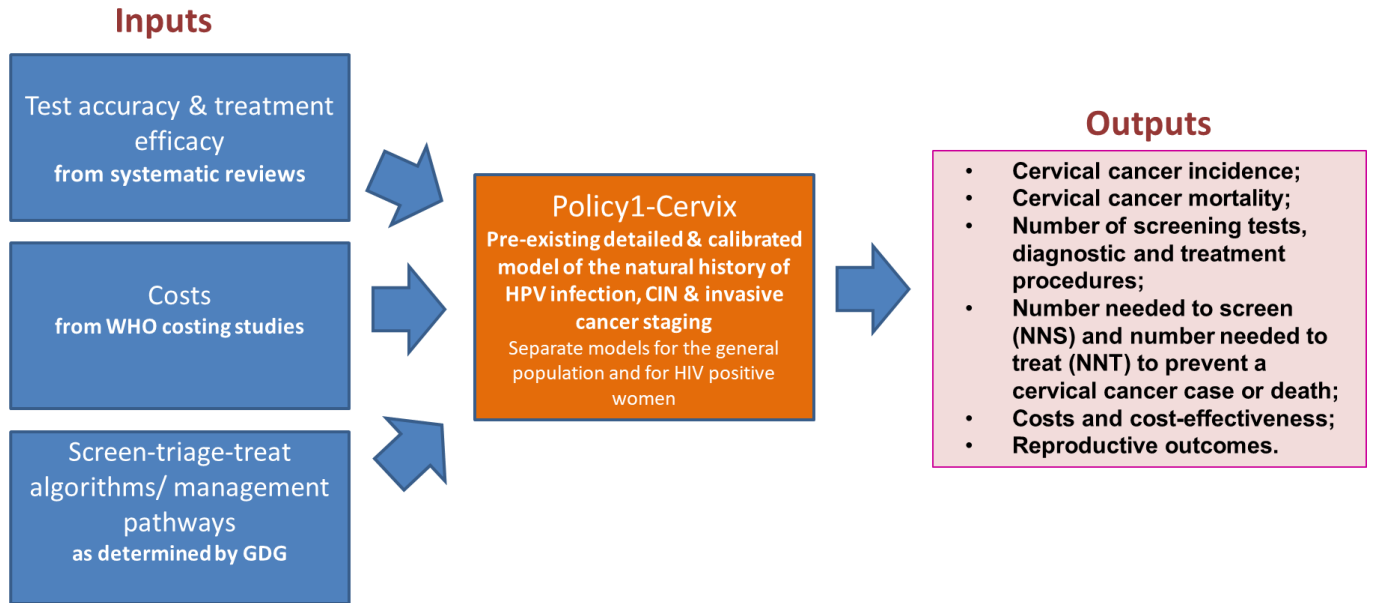 Inputs
Test accuracy & treatment
efficacy
from systematic reviews
Costs
from WHO costing studies
Screen-triage-treat
algorithms/ management
pathways
as determined by GDG
Policy1-Cervix
Pre-existing detailed & calibrated
model of the natural history of
HPV infection, CIN & invasive
cancer staging
Separate models for the general
population and for HIV positive
women
Outputs
• Cervical cancer incidence;
• Cervical cancer mortality;
• Number of screening tests,
diagnostic and treatment
procedures;
• Number needed to screen
(NNS) and number needed to
treat (NNT) to prevent a
cervical cancer case or death;
• Costs and cost-effectiveness;
• Reproductive outcomes.